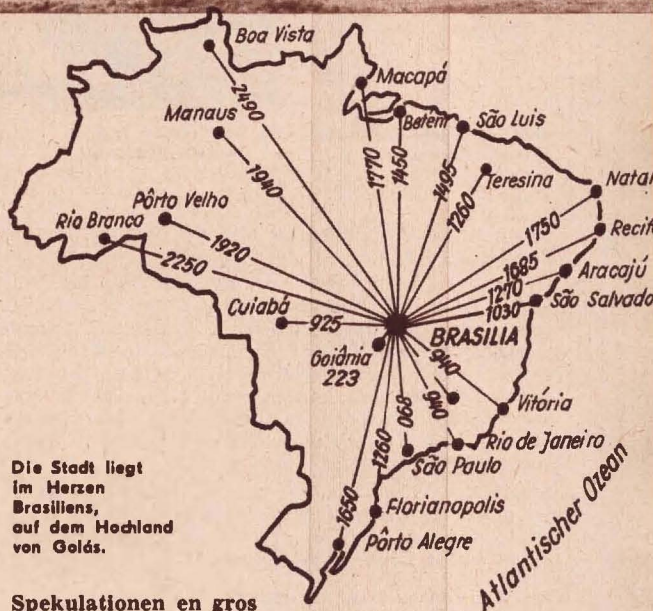 Boa Vista
Macapá
2490
Manaus
Belém
São Luis
1770
1450
1495
Teresina
1940
1260
Natal
Pôrto Velho
1750
Recif
Rio Branco
1920
1685
2250
Aracajú
1270
1030
São Salvado
Cuiabá
925
BRASILIA
Goiânia
223
940
940
890
Vitória
Rio de Janeiro
São Paulo
1260
1650
Florianopolis
Pôrto Alegre
Atlantischer Ozean
Die Stadt liegt
im Herzen
Brasiliens,
auf dem Hochland
von Goiás.
Spekulationen en gros